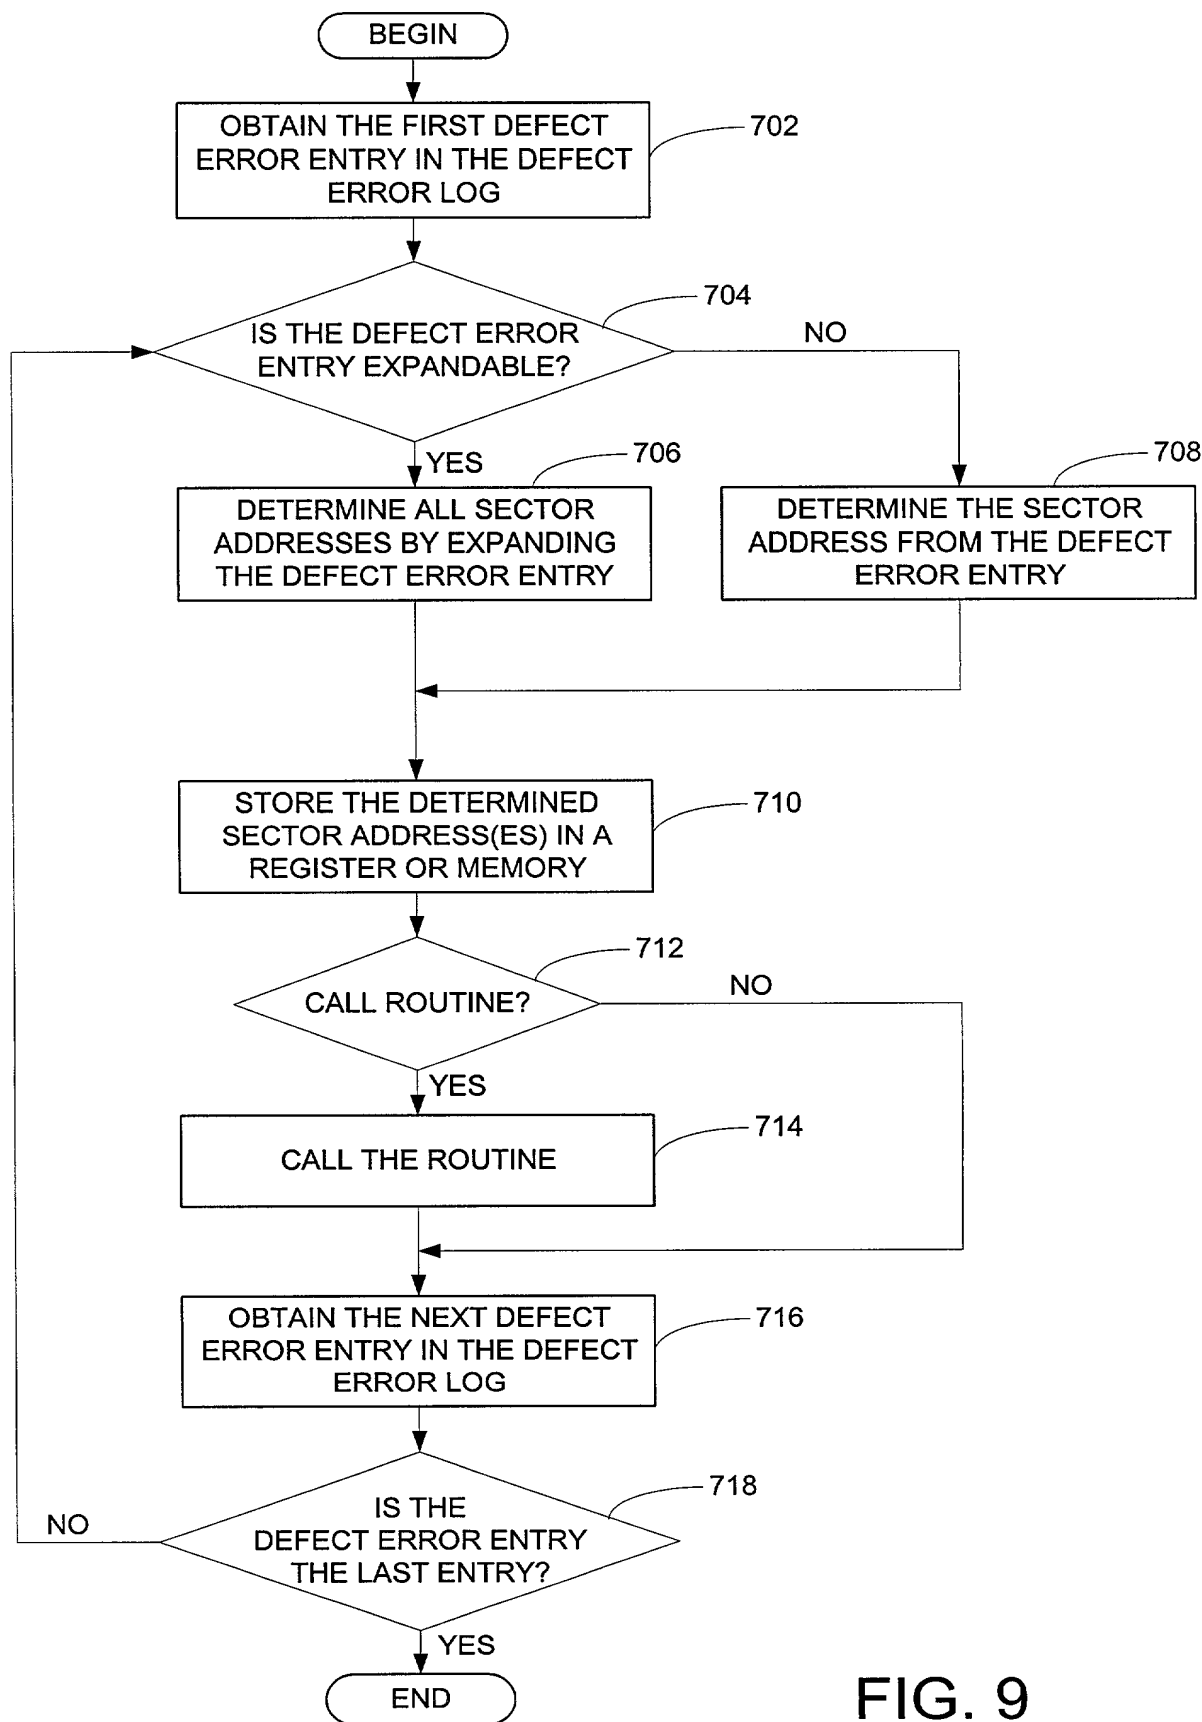 BEGIN
OBTAIN THE FIRST DEFECT
ERROR ENTRY IN THE DEFECT
ERROR LOG
702
704
IS THE DEFECT ERROR
ENTRY EXPANDABLE?
NO
YES
706
708
DETERMINE ALL SECTOR
ADDRESSES BY EXPANDING
THE DEFECT ERROR ENTRY
DETERMINE THE SECTOR
ADDRESS FROM THE DEFECT
ERROR ENTRY
STORE THE DETERMINED
SECTOR ADDRESS(ES) IN A
REGISTER OR MEMORY
710
712
CALL ROUTINE?
NO
YES
714
CALL THE ROUTINE
OBTAIN THE NEXT DEFECT
ERROR ENTRY IN THE DEFECT
ERROR LOG
716
718
IS THE
DEFECT ERROR ENTRY
THE LAST ENTRY?
NO
YES
END
FIG. 9